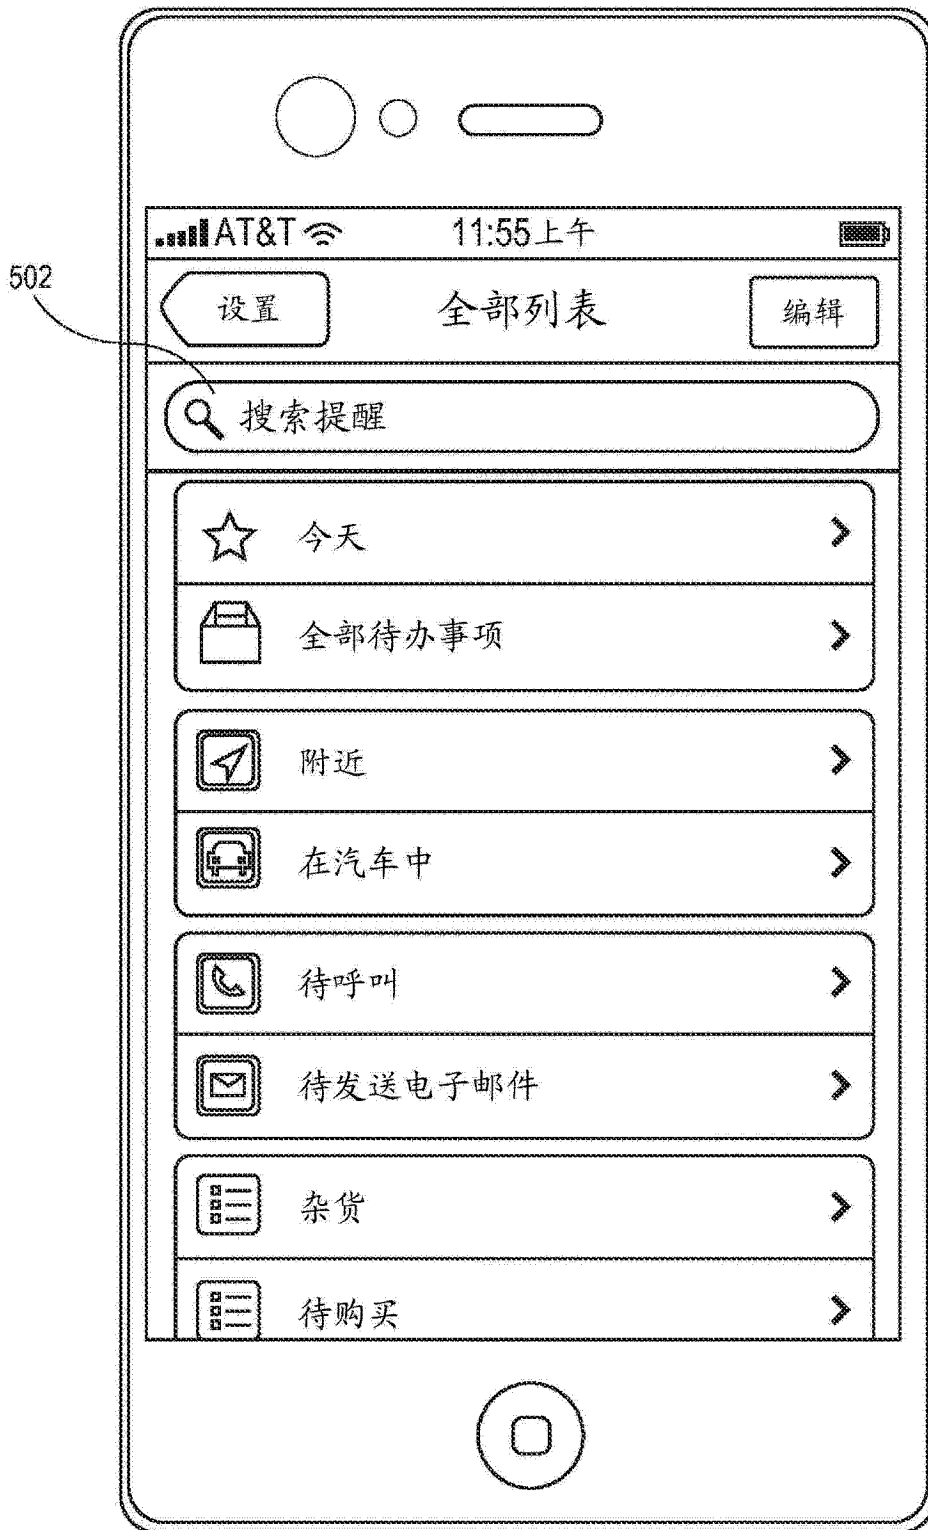 AT&T 11:55上午
502
设置 全部列表 编辑
搜索提醒
今天
全部待办事项
附近
在汽车中
待呼叫
待发送电子邮件
杂货
待购买